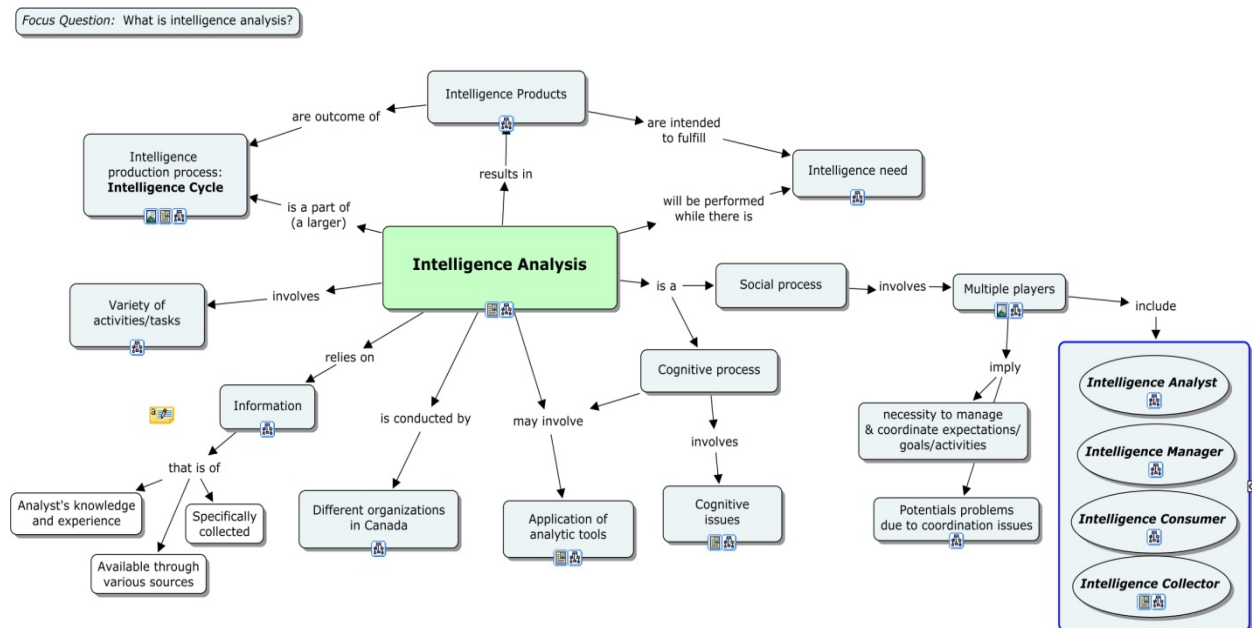 Focus Question: What is intelligence analysis?
Intelligence Products
are outcome of
are intended
to fulfill
Intelligence
production process:
Intelligence Cycle
results in
Intelligence need
is a part of
(a larger)
will be performed
while there is
Intelligence Analysis
Variety of
activities/tasks
involves
is a
Social process
involves
Multiple players
include
relies on
Cognitive process
imply
Intelligence Analyst
Information
is conducted by
may involve
involves
necessity to manage
& coordinate expectations/
goals/activities
Intelligence Manager
that is of
Analyst's knowledge
and experience
Specifically
collected
Available through
various sources
Different organizations
in Canada
Application of
analytic tools
Cognitive
issues
Potentials problems
due to coordination issues
Intelligence Consumer
Intelligence Collector